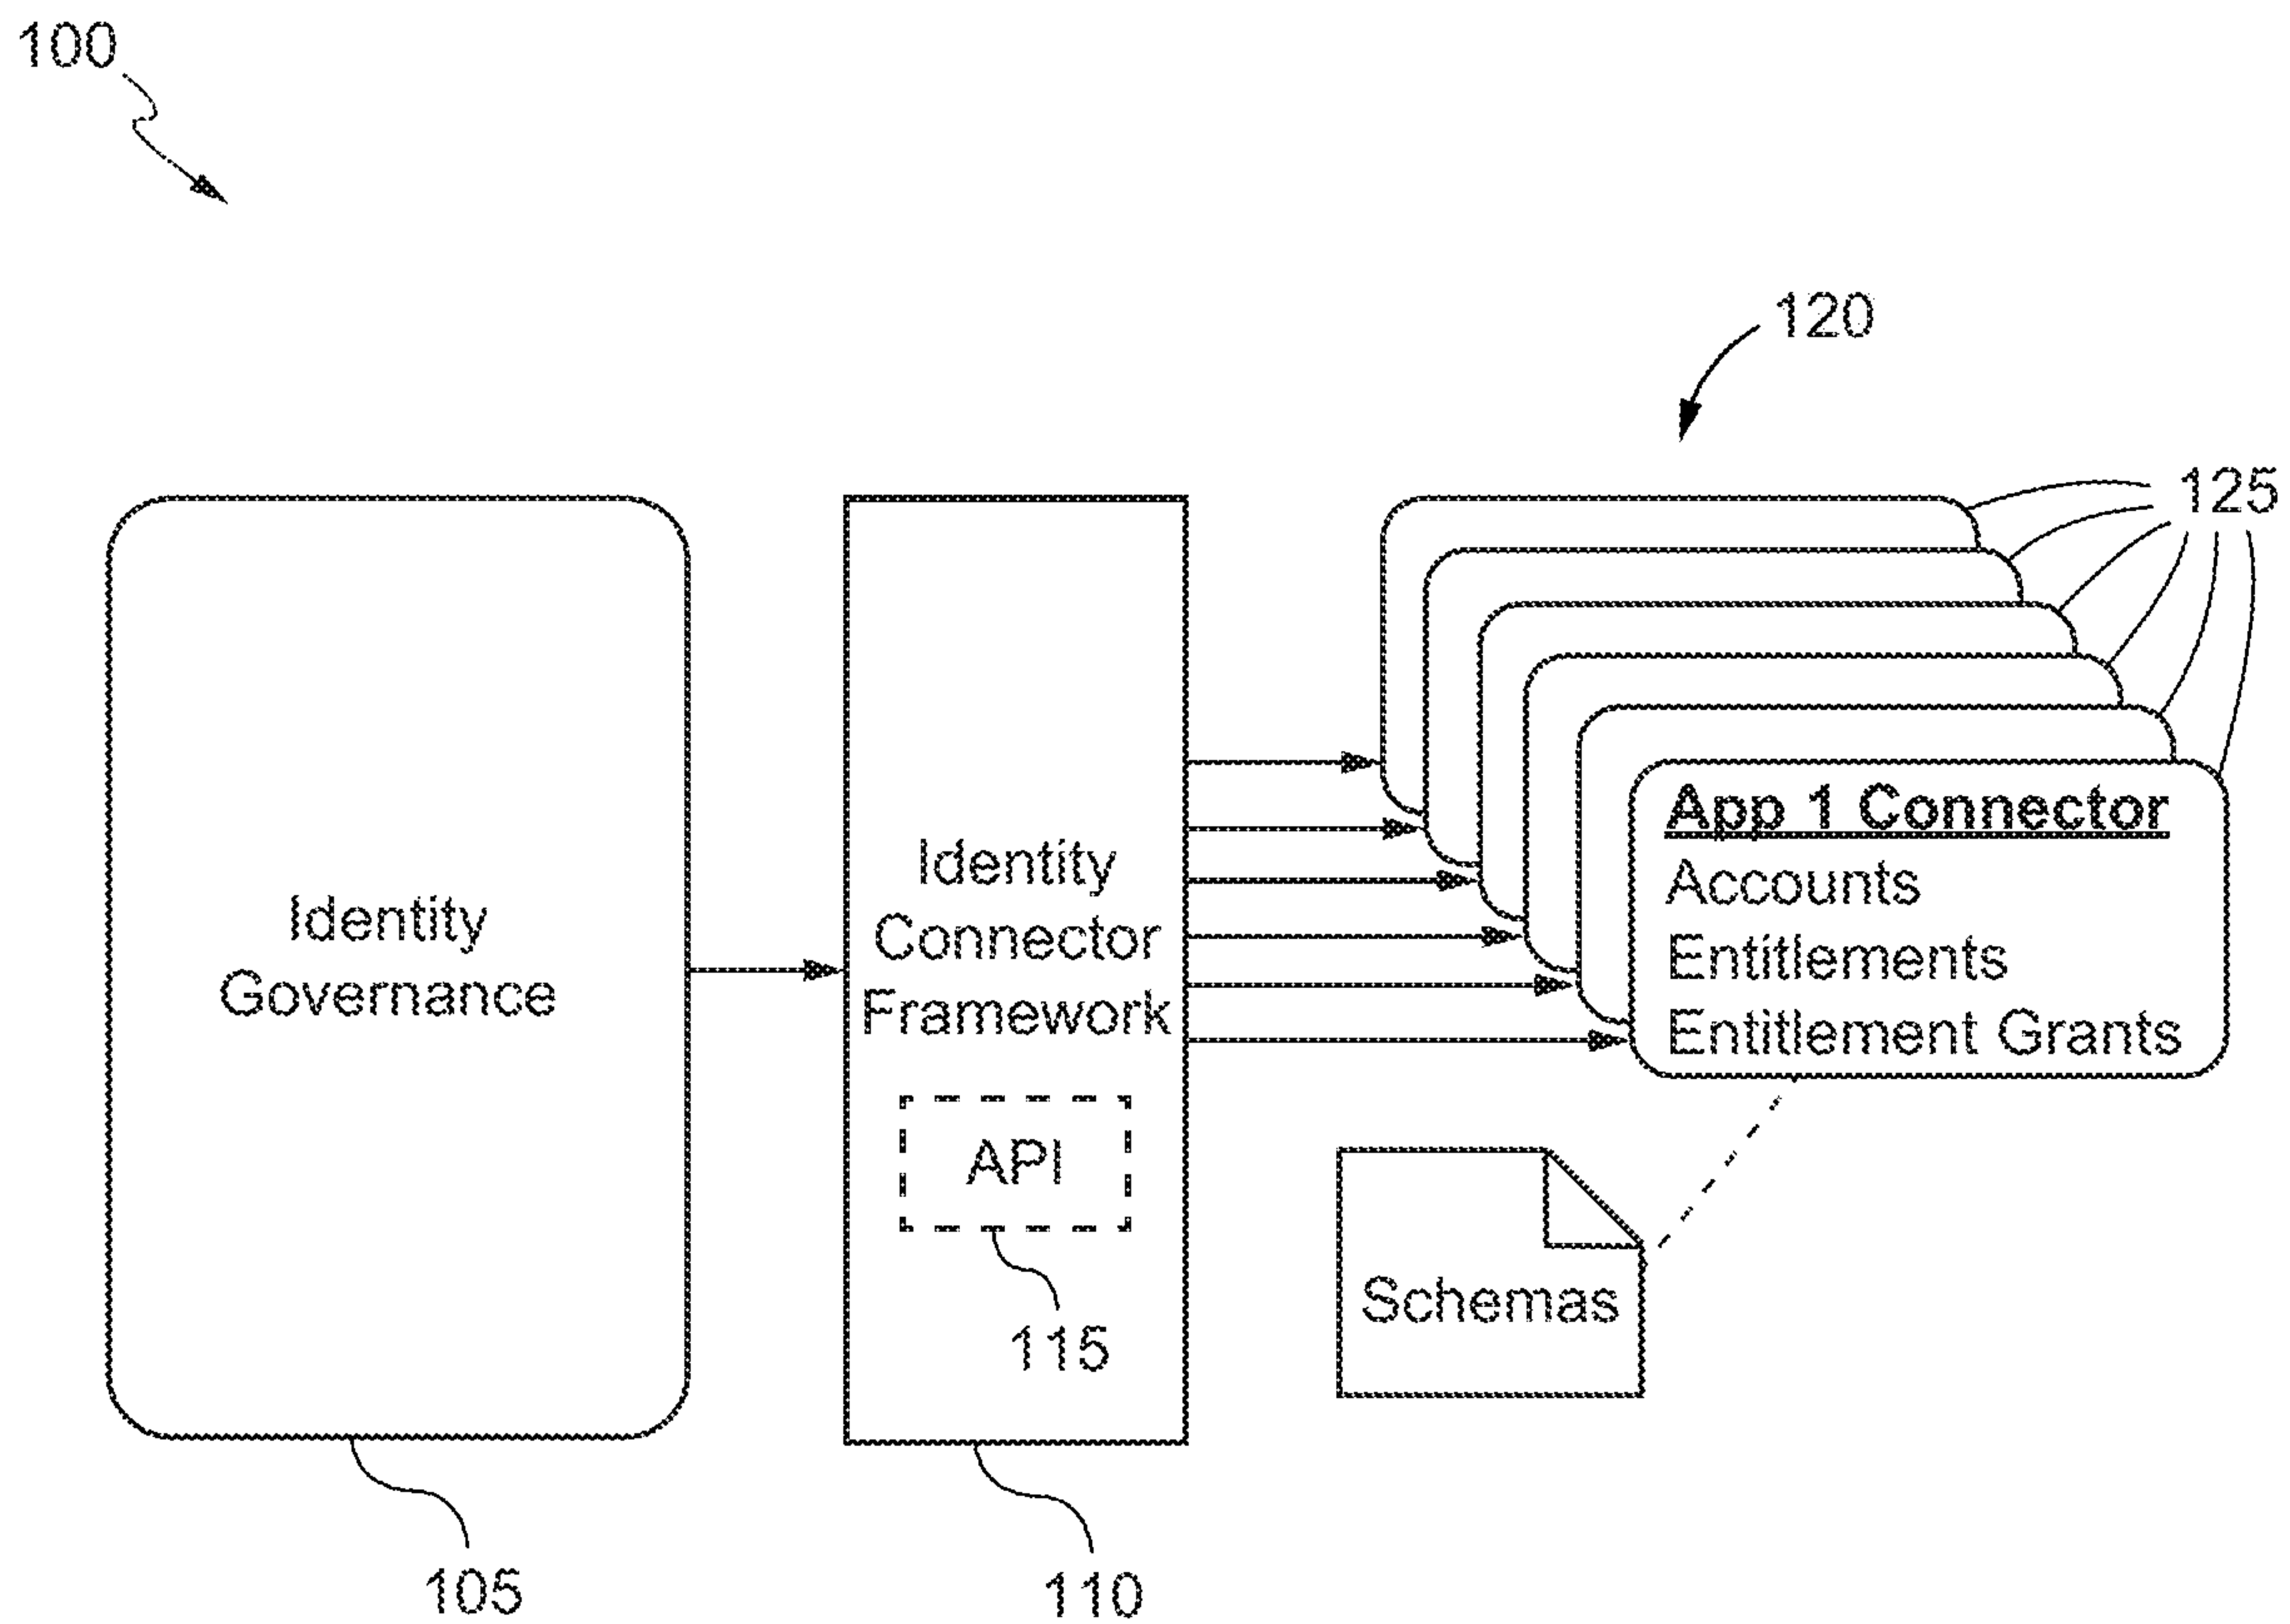 100
120
125
App 1 Connector
Accounts
Entitlements
Entitlement Grants
Identity
Governance
Identity
Connector
Framework
API
115
Schemas
105
110